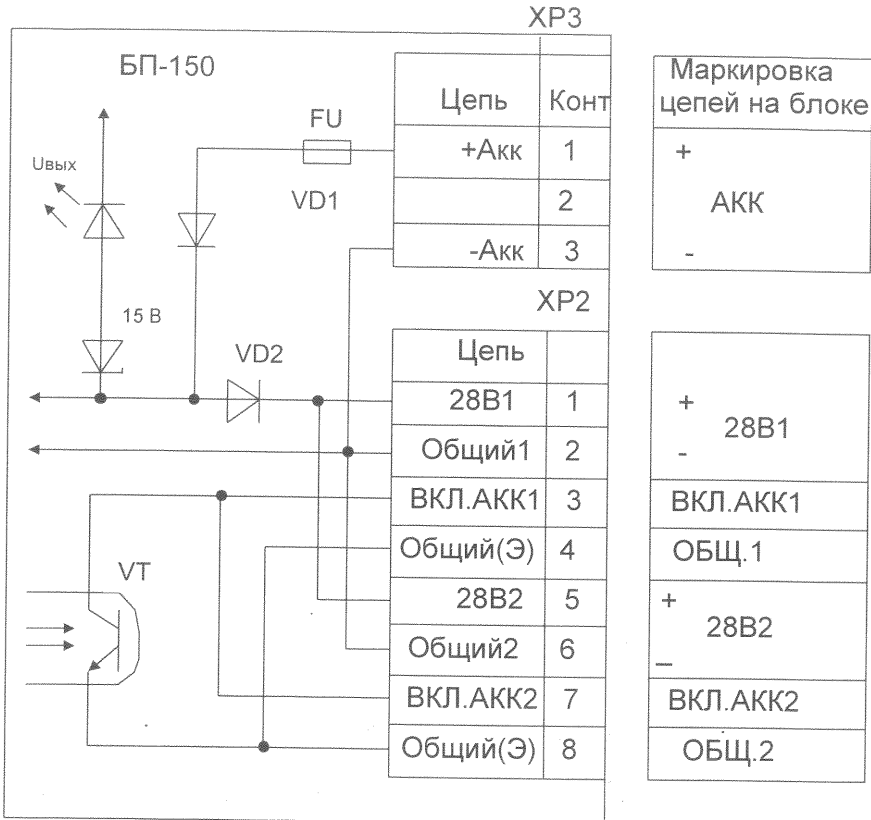 ХР3
БП-150
Цепь Конт
Маркировка
цепей на блоке
FU
+Акк 1
+
Uвых
VD1
2
АКК
-Акк 3
-
ХР2
15 В
Цепь
VD2
28В1 1
+
28В1
Общий1 2
-
ВКЛ.АКК1 3
ВКЛ.АКК1
Общий(Э) 4
ОБЩ.1
VT
28В2 5
+
28В2
Общий2 6
–
ВКЛ.АКК2 7
ВКЛ.АКК2
Общий(Э) 8
ОБЩ.2